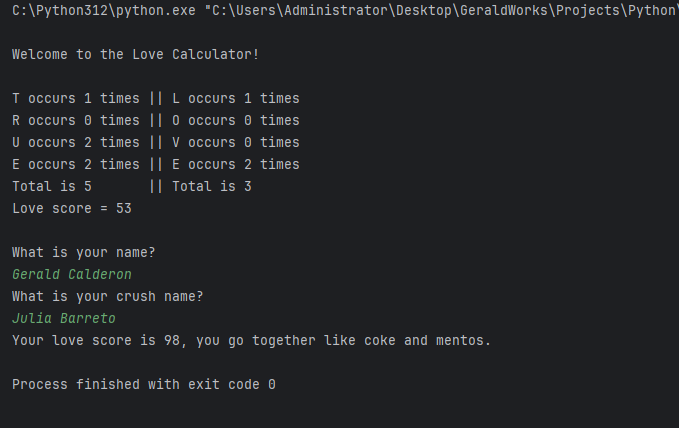 C:\Python312\python.exe "C:\Users\Administrator\Desktop\GeraldWorks\Projects\Python\
Welcome to the Love Calculator!
T occurs 1 times || L occurs 1 times
R occurs 0 times || O occurs 0 times
U occurs 2 times || V occurs 0 times
E occurs 2 times || E occurs 2 times
Total is 5       || Total is 3
Love score = 53
What is your name?
Gerald Calderon
What is your crush name?
Julia Barreto
Your love score is 98, you go together like coke and mentos.
Process finished with exit code 0